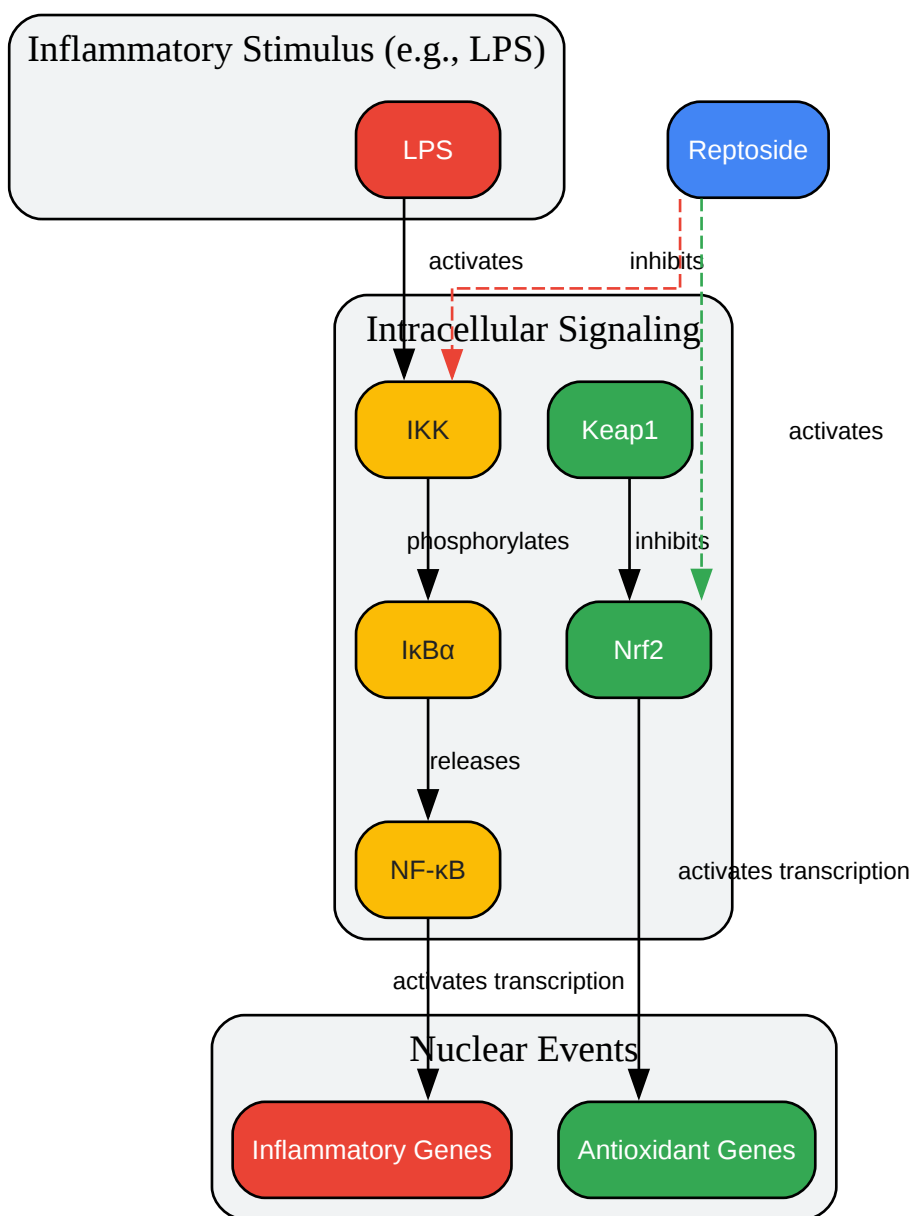 Inflammatory Stimulus (e.g., LPS)
LPS
Reptoside
activates
inhibits
Intracellular Signaling
IKK
Keap1
activates
phosphorylates
inhibits
IκBα
Nrf2
releases
NF-κB
activates transcription
activates transcription
Nuclear Events
Inflammatory Genes
Antioxidant Genes